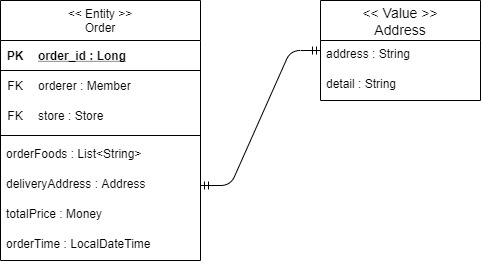 << Entity >>
Order
PK order_id : Long
FK orderer : Member
FK store : Store
orderFoods : List<String>
deliveryAddress : Address
totalPrice : Money
orderTime : LocalDateTime
<< Value >>
Address
address : String
detail : String